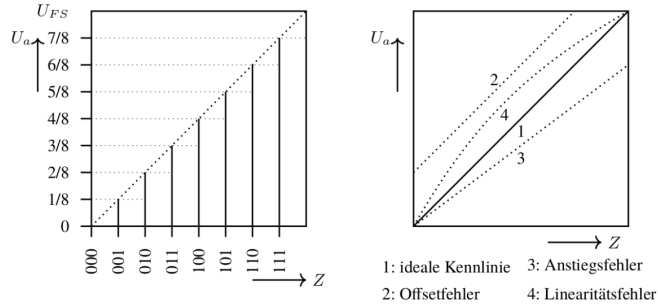 U_FS
U_a
7/8
6/8
5/8
4/8
3/8
2/8
1/8
0
000
001
010
011
100
101
110
111
Z
U_a
2
4
1
3
Z
1: ideale Kennlinie 3: Anstiegsfehler
2: Offsetfehler 4: Linearitätsfehler